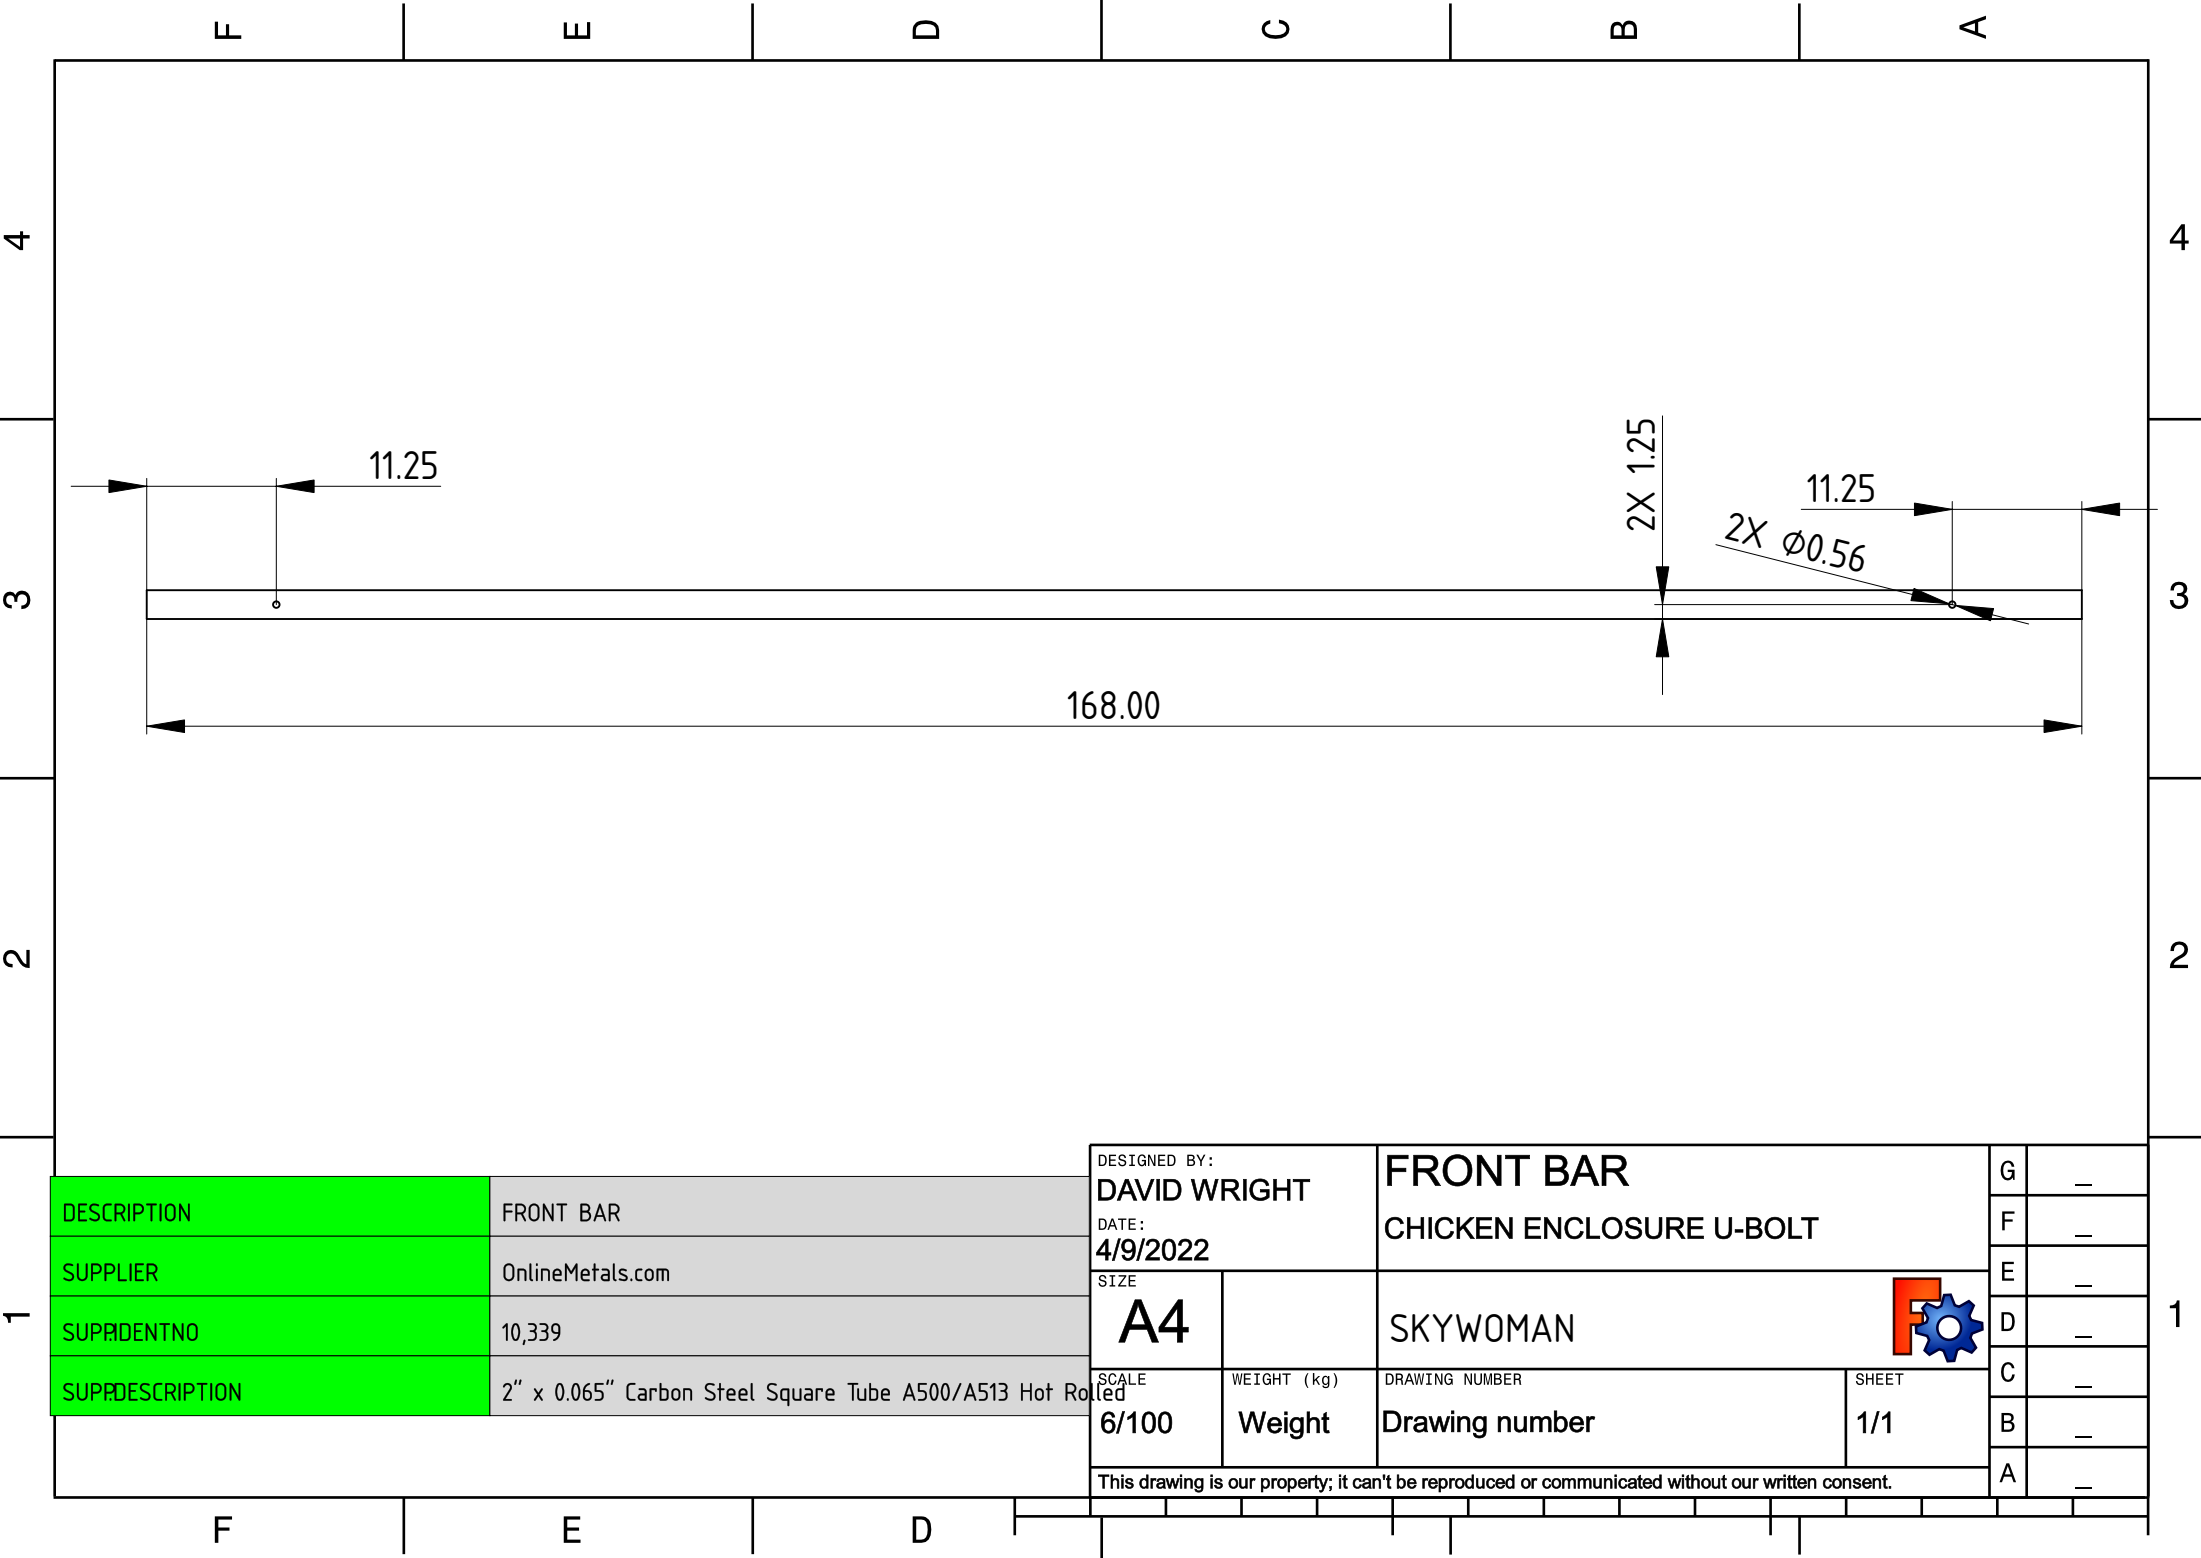 F E D C B A
4 4
11.25
2X 1.25
11.25
2X Ø0.56
3 3
168.00
2 2
DESCRIPTION FRONT BAR
SUPPLIER OnlineMetals.com
SUPPIDENTNO 10,339
SUPPDESCRIPTION 2" x 0.065" Carbon Steel Square Tube A500/A513 Hot Rolled
1 1
DESIGNED BY:
DAVID WRIGHT
DATE:
4/9/2022
FRONT BAR
CHICKEN ENCLOSURE U-BOLT
SIZE
A4
SKYWOMAN
SCALE
6/100
WEIGHT (kg)
Weight
DRAWING NUMBER
Drawing number
SHEET
1/1
G _
F _
E _
D _
C _
B _
A _
This drawing is our property; it can't be reproduced or communicated without our written consent.
F E D